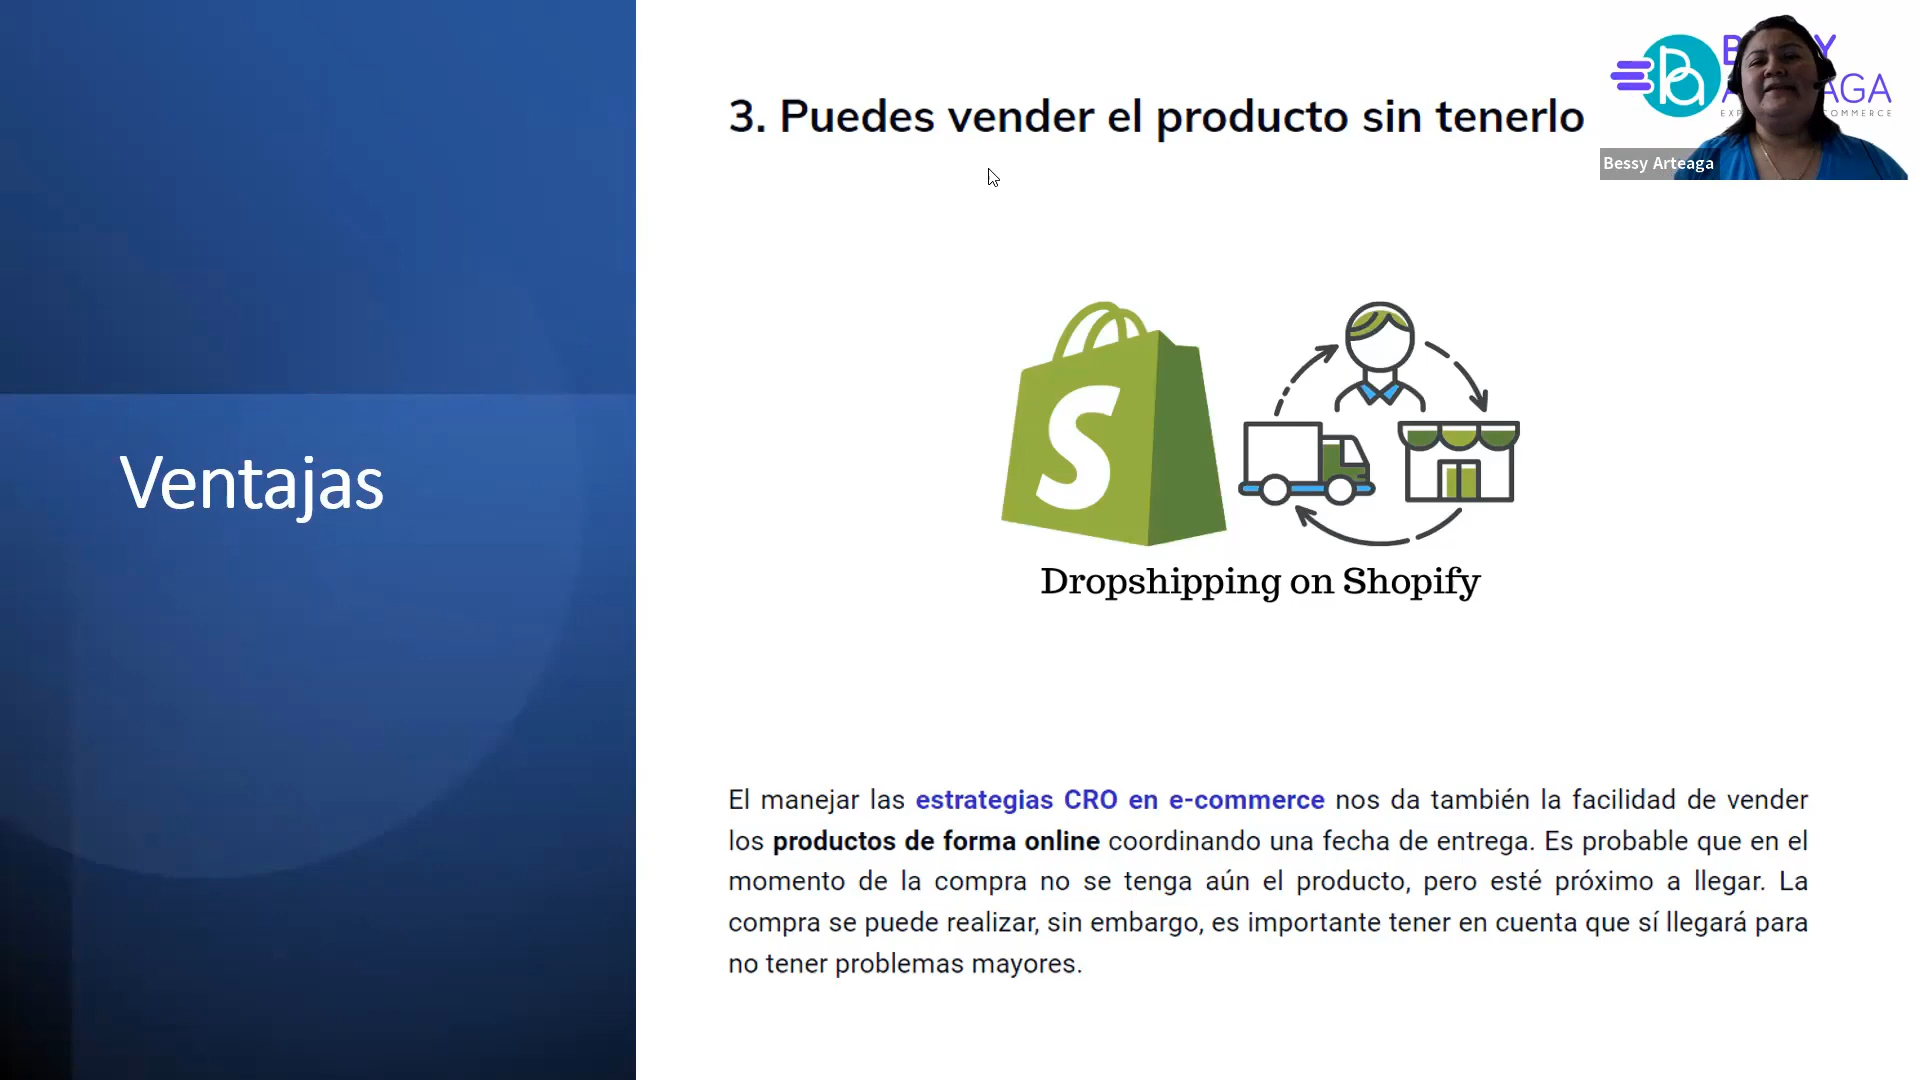 3. Puedes vender el producto sin tenerlo
Bessy Arteaga
Ventajas
S
Dropshipping on Shopify
El manejar las estrategias CRO en e-commerce nos da también la facilidad de vender
los productos de forma online coordinando una fecha de entrega. Es probable que en el
momento de la compra no se tenga aún el producto, pero esté próximo a llegar. La
compra se puede realizar, sin embargo, es importante tener en cuenta que sí llegará para
no tener problemas mayores.